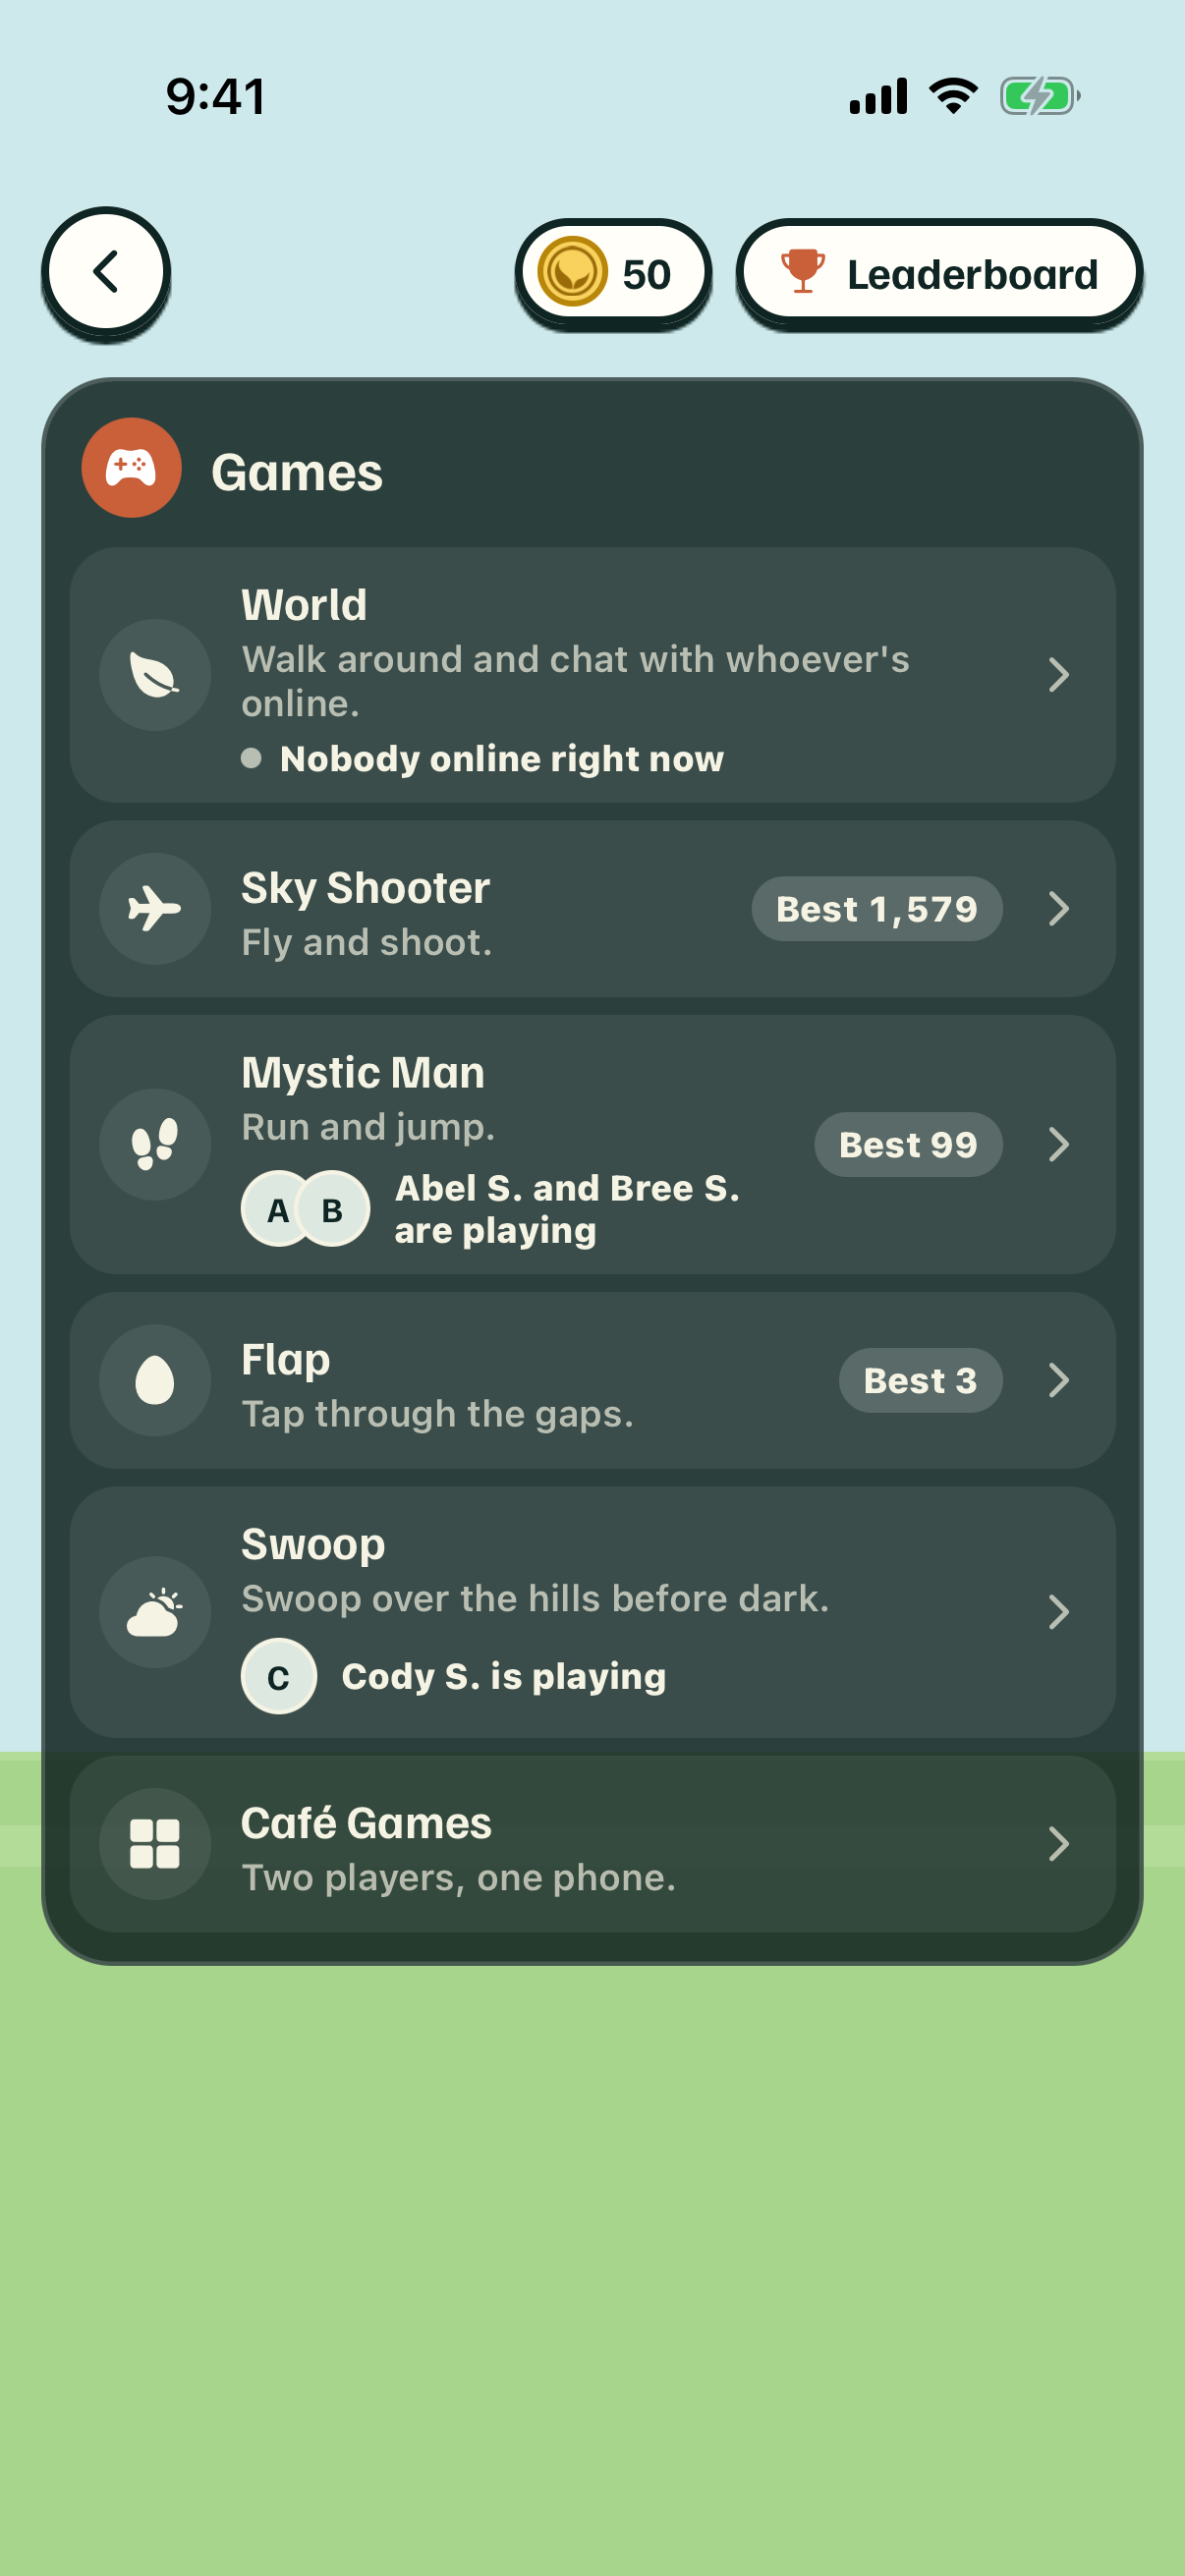 9:41
50
Leaderboard
Games
World
Walk around and chat with whoever's
online.
Nobody online right now
Sky Shooter
Fly and shoot.
Best 1,579
Mystic Man
Run and jump.
A B
Abel S. and Bree S.
are playing
Best 99
Flap
Tap through the gaps.
Best 3
Swoop
Swoop over the hills before dark.
C
Cody S. is playing
Café Games
Two players, one phone.